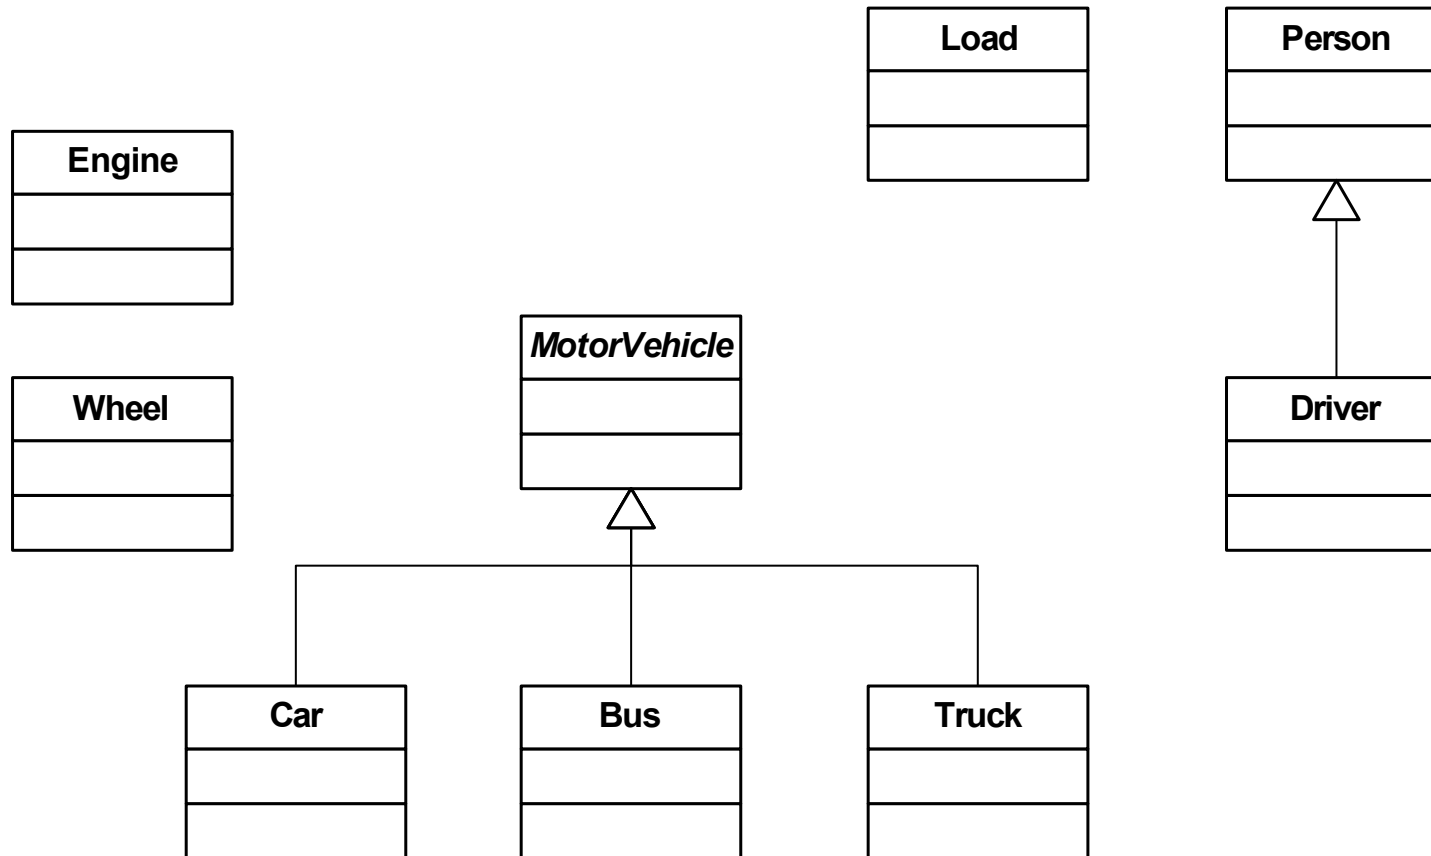 Load
Person
Engine
MotorVehicle
Wheel
Driver
Car
Bus
Truck